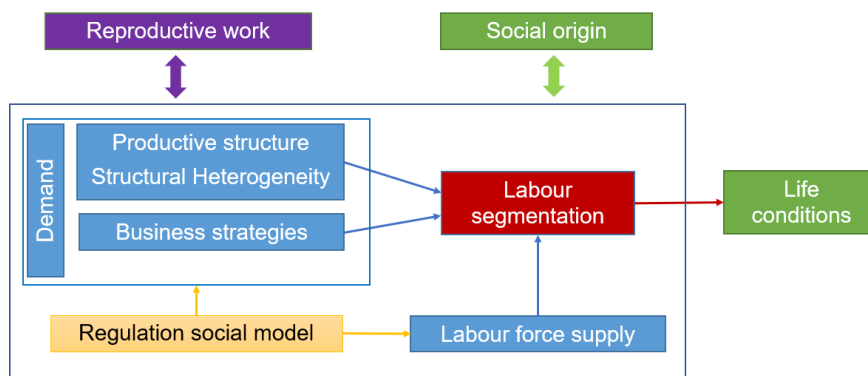 Reproductive work
Social origin
Demand
Productive structure
Structural Heterogeneity
Business strategies
Labour
segmentation
Life
conditions
Regulation social model
Labour force supply